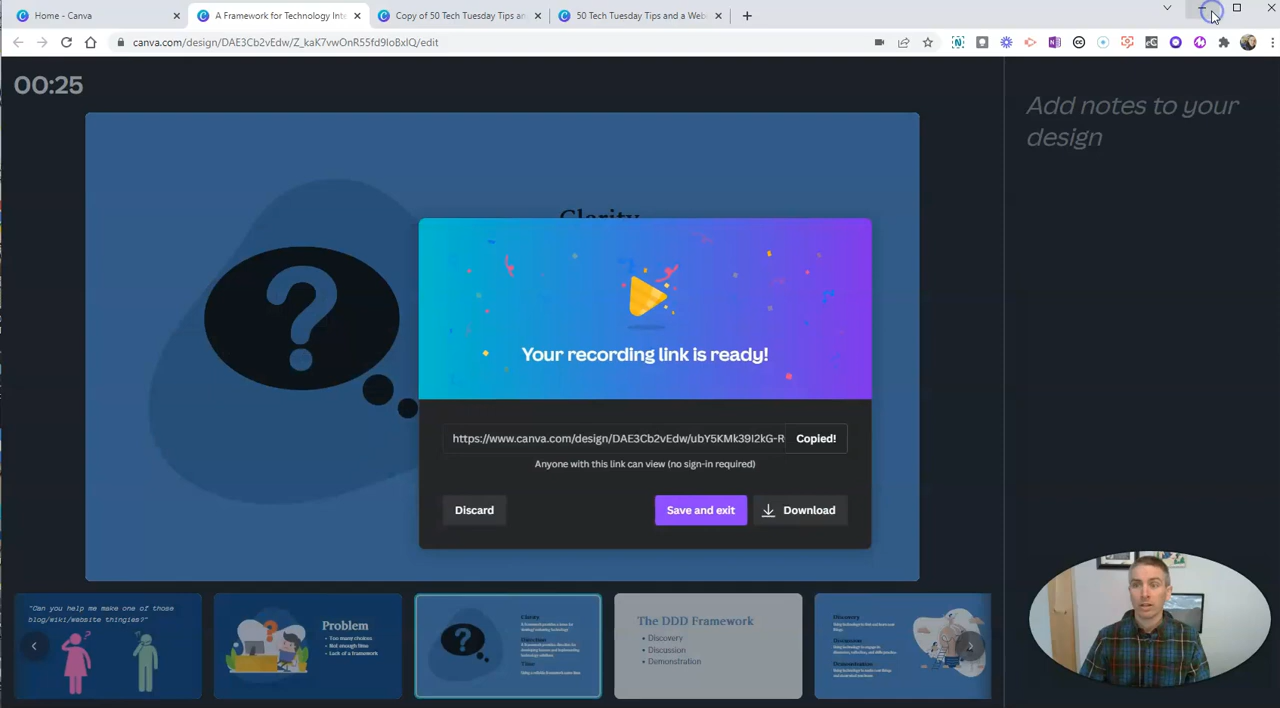 Home - Canva
A Framework for Technology Inte
Copy of 50 Tech Tuesday Tips an
50 Tech Tuesday Tips and a Web
canva.com/design/DAE3Cb2vEdw/Z_kaK7vwOnR55fd9IoBxIQ/edit
00:25
Add notes to your
design
Clarity
Your recording link is ready!
https://www.canva.com/design/DAE3Cb2vEdw/ubY5KMk39I2kG-R
Copied!
Anyone with this link can view (no sign-in required)
Discard
Save and exit
Download
"Can you help me make one of those
blog/wiki/website thingies?"
Problem
• Too many choices.
• Not enough time
• Lack of a framework
Clarity
Time
The DDD Framework
• Discovery
• Discussion
• Demonstration
Discovery
Discussion
Demonstration